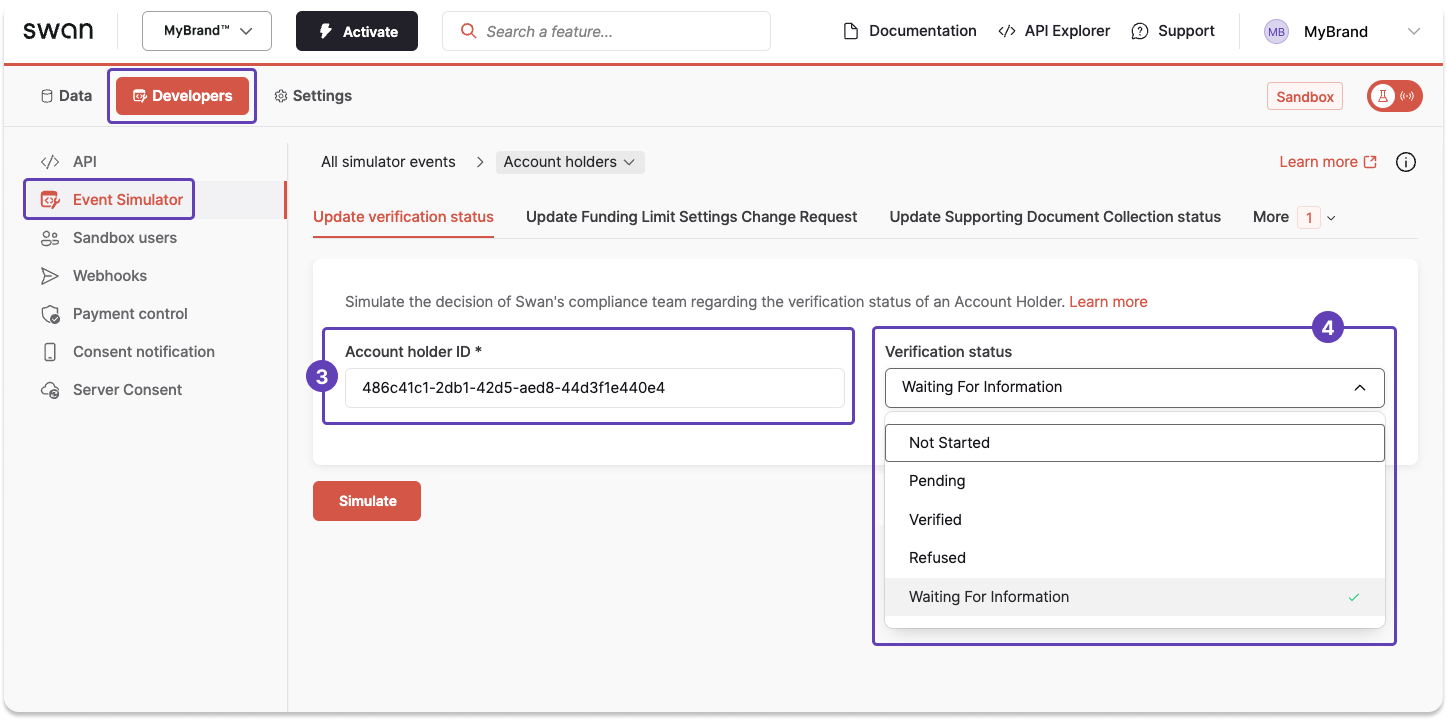 swan
MyBrand™
Activate
Search a feature...
Documentation
API Explorer
Support
MB
MyBrand
Data
Developers
Settings
Sandbox
API
Event Simulator
Sandbox users
Webhooks
Payment control
Consent notification
Server Consent
All simulator events
Account holders
Learn more
Update verification status
Update Funding Limit Settings Change Request
Update Supporting Document Collection status
More 1
Simulate the decision of Swan's compliance team regarding the verification status of an Account Holder. Learn more
3
Account holder ID *
486c41c1-2db1-42d5-aed8-44d3f1e440e4
4
Verification status
Waiting For Information
Not Started
Pending
Verified
Refused
Waiting For Information
Simulate